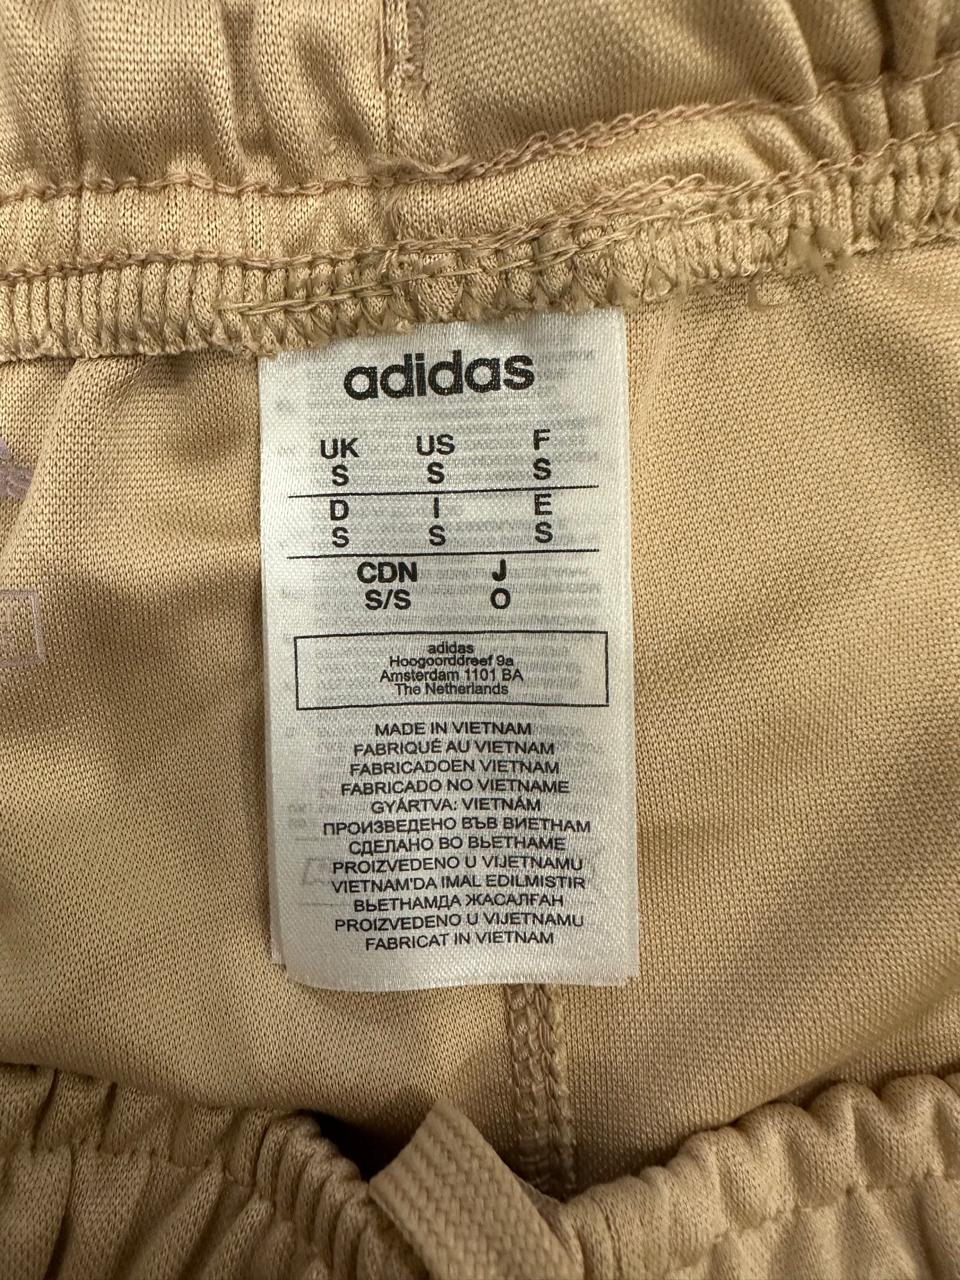 adidas
UK US F
S S S
D I E
S S S
CDN J
S/S O
adidas
Hoogoorddreef 9a
Amsterdam 1101 BA
The Netherlands
MADE IN VIETNAM
FABRIQUÉ AU VIETNAM
FABRICADOEN VIETNAM
FABRICADO NO VIETNAME
GYÁRTVA: VIETNÁM
ПРОИЗВЕДЕНО ВЪВ ВИЕТНАМ
СДЕЛАНО ВО ВЬЕТНАМЕ
PROIZVEDENO U VIJETNAMU
VIETNAM'DA IMAL EDILMISTIR
ВЬЕТНАМДА ЖАСАЛҒАН
PROIZVEDENO U VIJETNAMU
FABRICAT IN VIETNAM